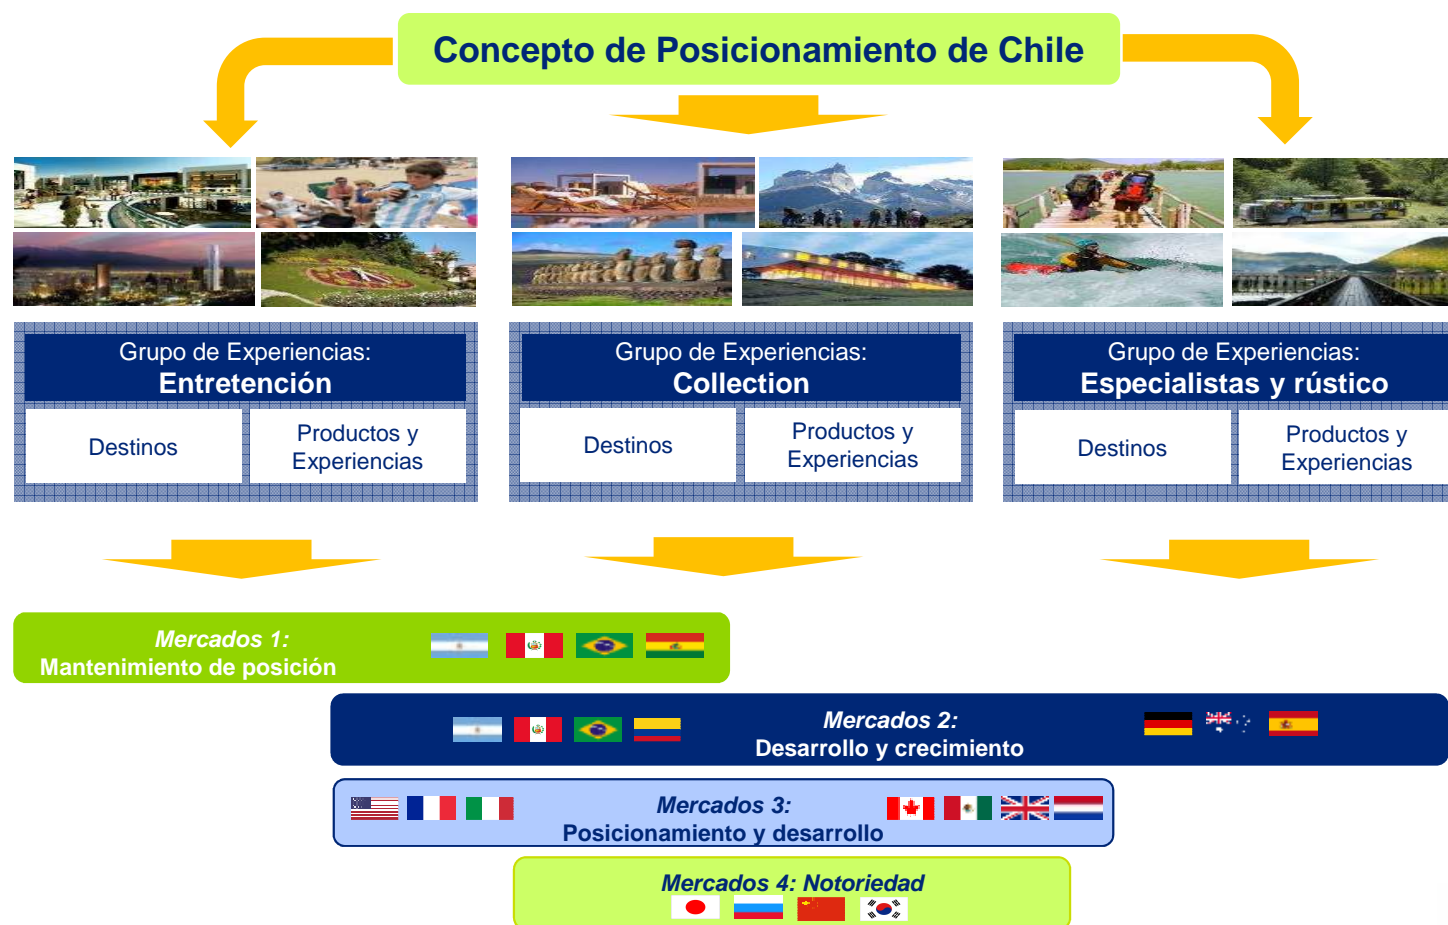 Concepto de Posicionamiento de Chile
Grupo de Experiencias:
Entretención
Destinos
Productos y
Experiencias
Grupo de Experiencias:
Collection
Destinos
Productos y
Experiencias
Grupo de Experiencias:
Especialistas y rústico
Destinos
Productos y
Experiencias
Mercados 1:
Mantenimiento de posición
Mercados 2:
Desarrollo y crecimiento
Mercados 3:
Posicionamiento y desarrollo
Mercados 4: Notoriedad